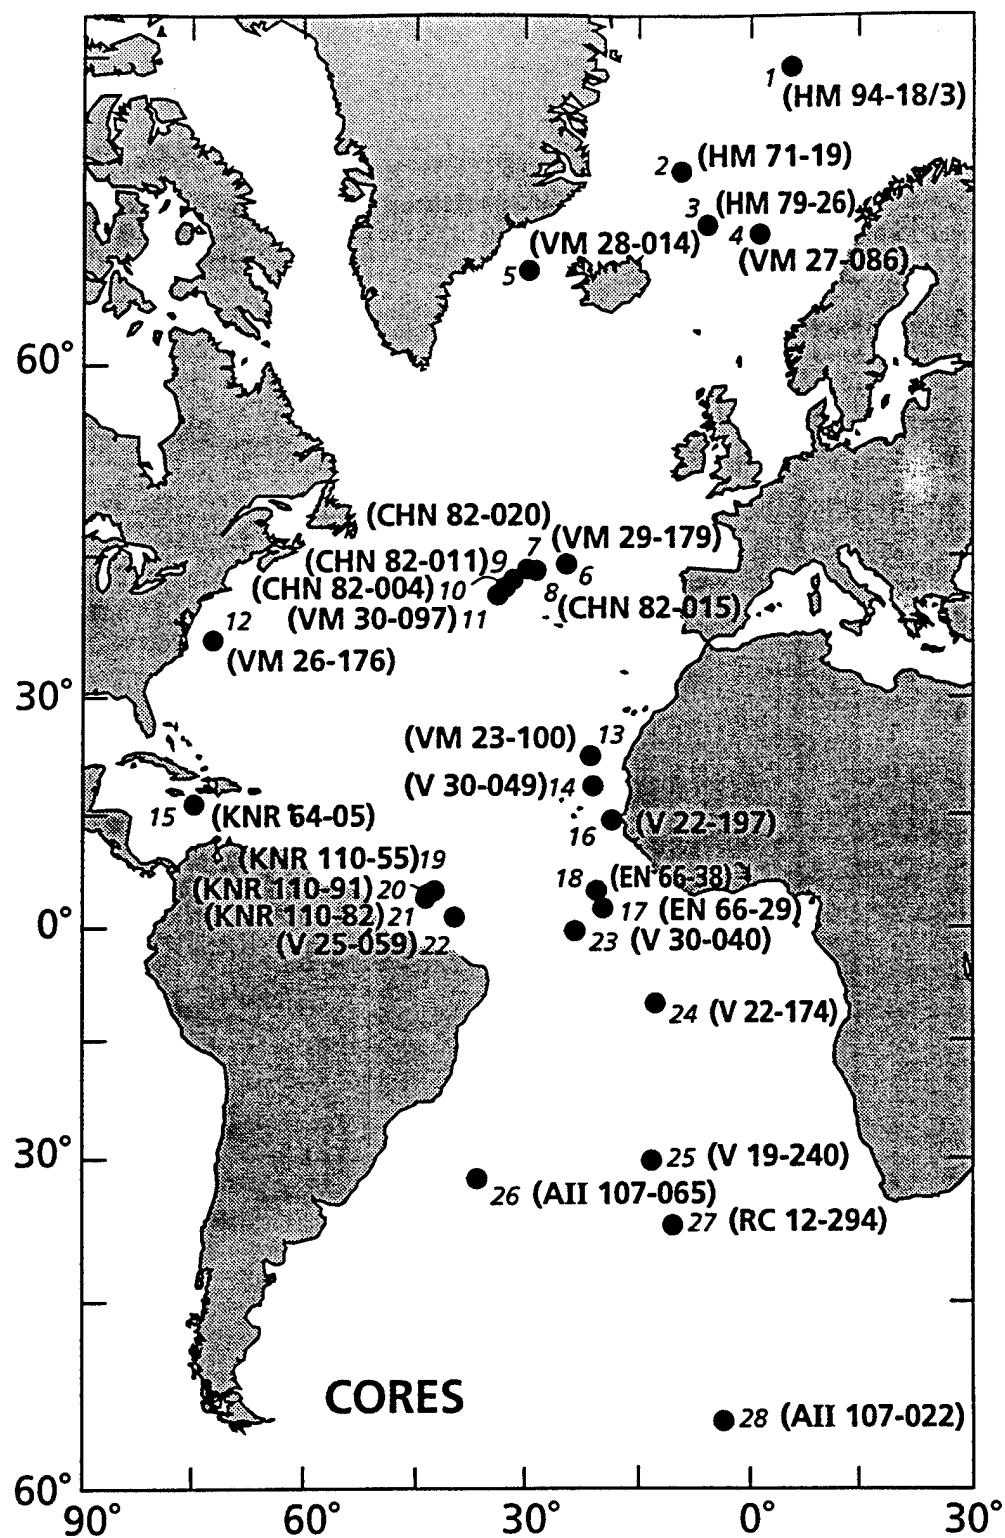 1
(HM 94-18/3)
2 (HM 71-19)
3 (HM 79-26)
4
(VM 27-086)
(VM 28-014)
5
60°
(CHN 82-020)
7 (VM 29-179)
(CHN 82-011) 9
6
(CHN 82-004) 10
8
(CHN 82-015)
(VM 30-097) 11
12
(VM 26-176)
30°
(VM 23-100) 13
(V 30-049) 14
15 (KNR 64-05)
16 (V 22-197)
(KNR 110-55) 19
18 (EN 66-38)
(KNR 110-91) 20
(KNR 110-82) 21
17 (EN 66-29)
0°
(V 25-059) 22
23 (V 30-040)
24 (V 22-174)
30°
25 (V 19-240)
26 (AII 107-065)
27 (RC 12-294)
CORES
28 (AII 107-022)
60°
90° 60° 30° 0° 30°